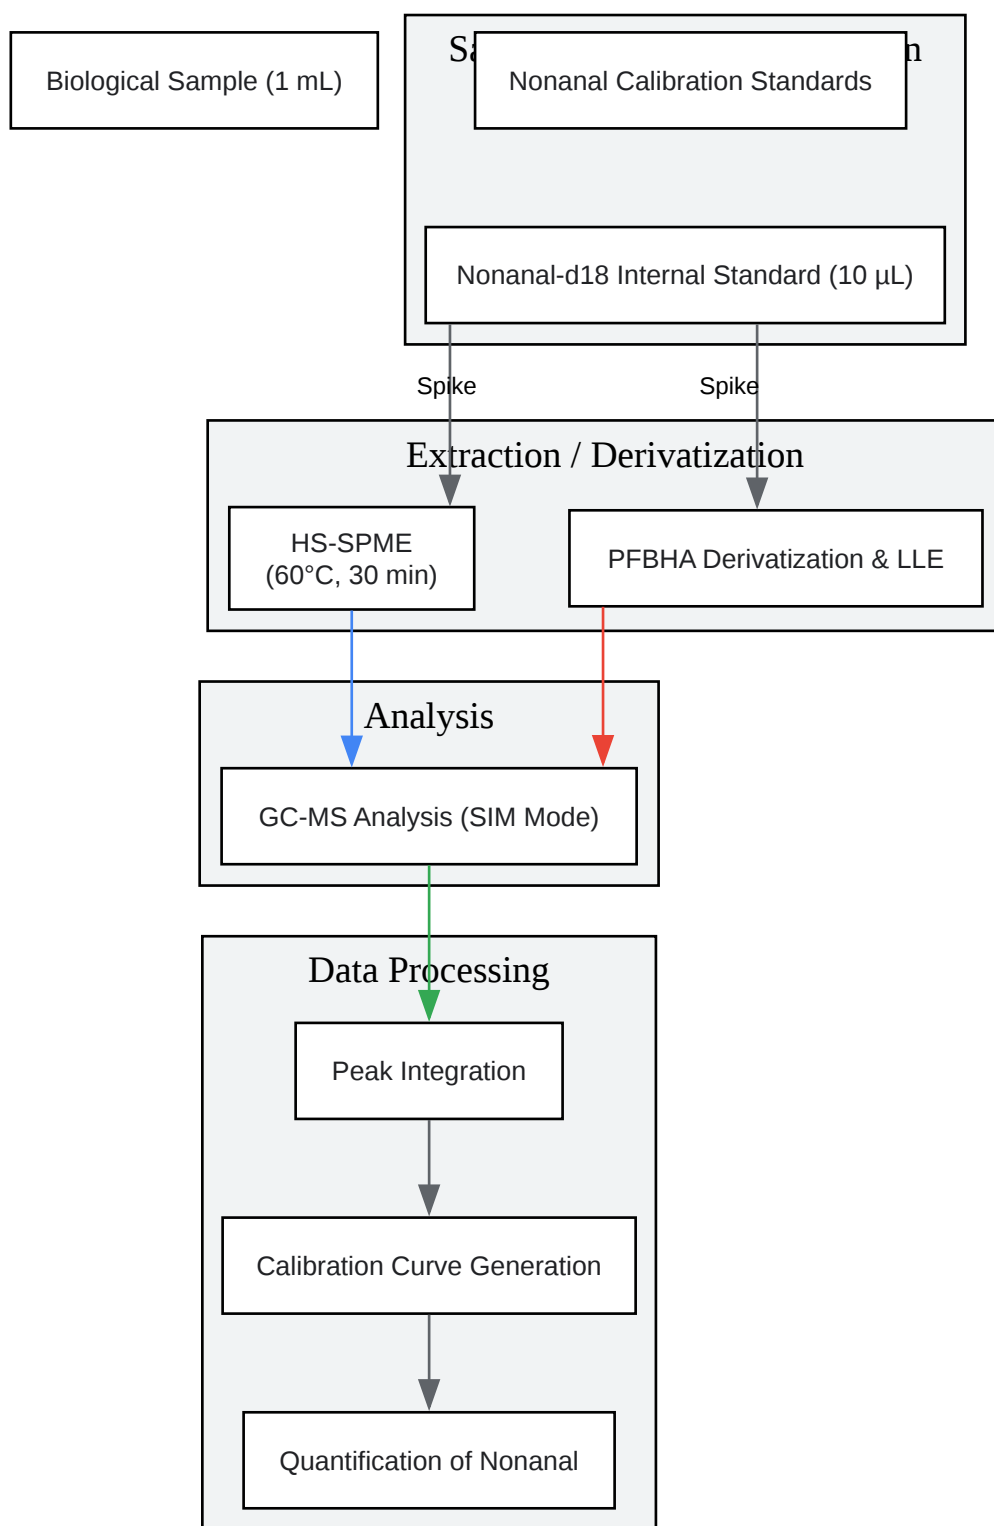 Biological Sample (1 mL)
Nonanal Calibration Standards
Nonanal-d18 Internal Standard (10 µL)
Spike
Spike
Extraction / Derivatization
HS-SPME
(60°C, 30 min)
PFBHA Derivatization & LLE
Analysis
GC-MS Analysis (SIM Mode)
Data Processing
Peak Integration
Calibration Curve Generation
Quantification of Nonanal